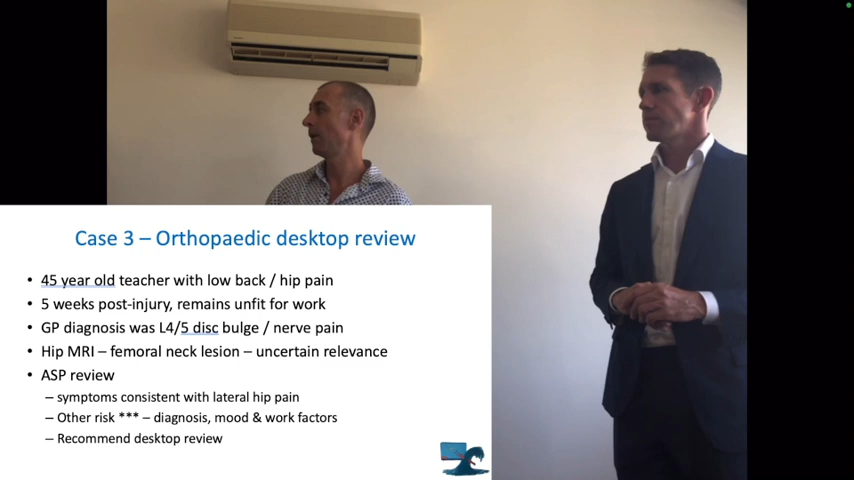 Case 3 – Orthopaedic desktop review
• 45 year old teacher with low back / hip pain
• 5 weeks post-injury, remains unfit for work
• GP diagnosis was L4/5 disc bulge / nerve pain
• Hip MRI – femoral neck lesion – uncertain relevance
• ASP review
– symptoms consistent with lateral hip pain
– Other risk *** – diagnosis, mood & work factors
– Recommend desktop review